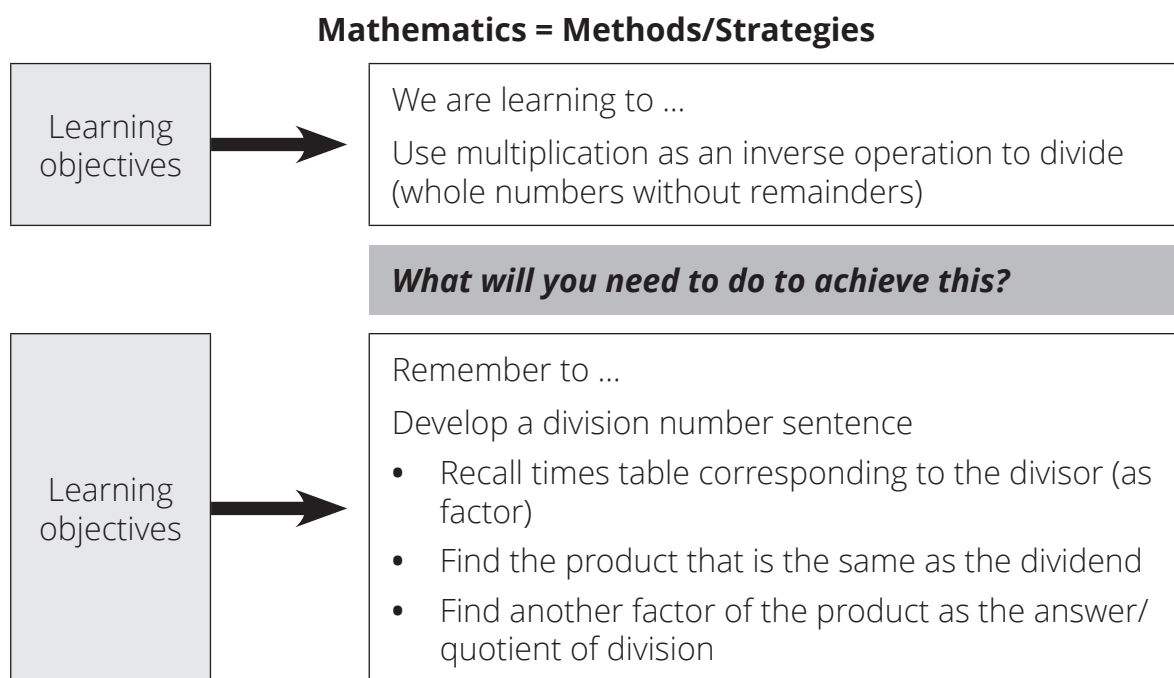 Mathematics = Methods/Strategies
Learning
objectives
We are learning to ...
Use multiplication as an inverse operation to divide
(whole numbers without remainders)
What will you need to do to achieve this?
Learning
objectives
Remember to ...
Develop a division number sentence
• Recall times table corresponding to the divisor (as
factor)
• Find the product that is the same as the dividend
• Find another factor of the product as the answer/
quotient of division